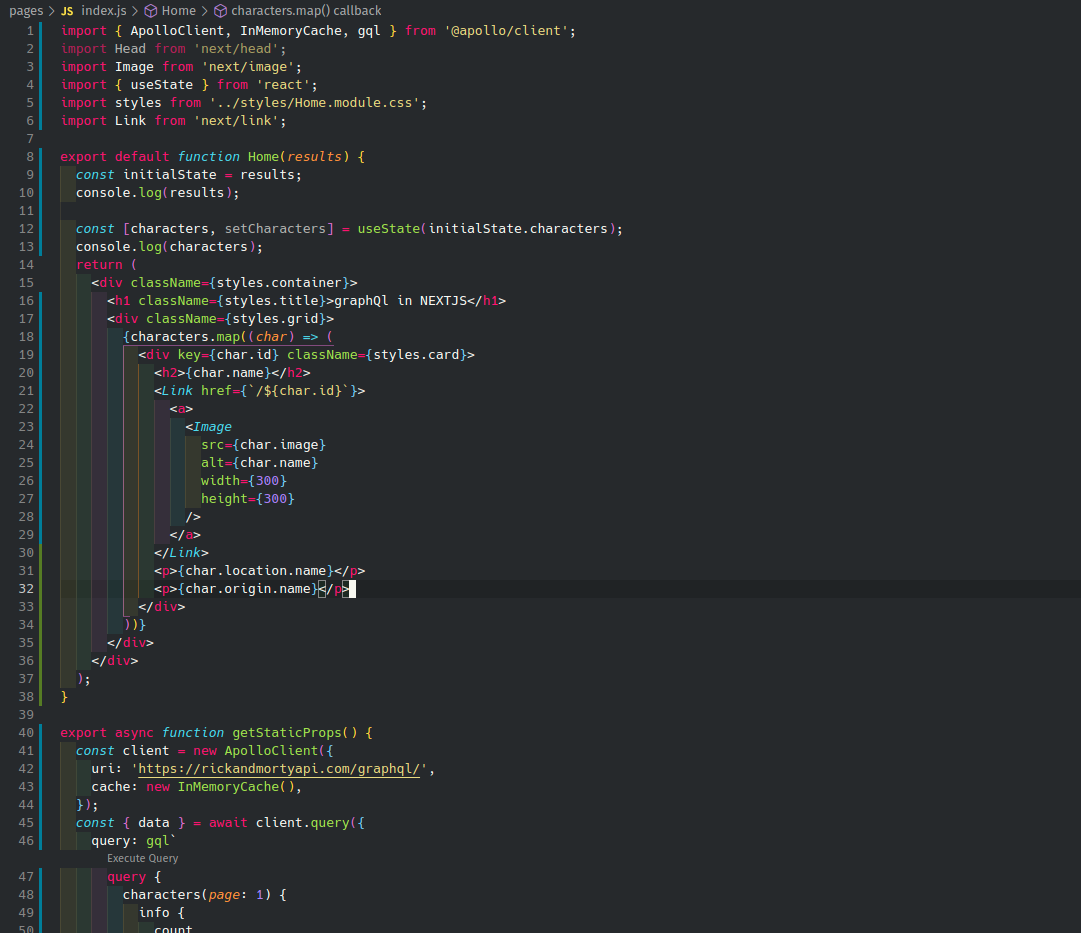 pages > JS index.js > Home > characters.map() callback
1 import { ApolloClient, InMemoryCache, gql } from '@apollo/client';
2 import Head from 'next/head';
3 import Image from 'next/image';
4 import { useState } from 'react';
5 import styles from '../styles/Home.module.css';
6 import Link from 'next/link';
7
8 export default function Home(results) {
9   const initialState = results;
10   console.log(results);
11
12   const [characters, setCharacters] = useState(initialState.characters);
13   console.log(characters);
14   return (
15     <div className={styles.container}>
16       <h1 className={styles.title}>graphQl in NEXTJS</h1>
17       <div className={styles.grid}>
18         {characters.map((char) => (
19           <div key={char.id} className={styles.card}>
20             <h2>{char.name}</h2>
21             <Link href={`/${char.id}`}>
22               <a>
23                 <Image
24                   src={char.image}
25                   alt={char.name}
26                   width={300}
27                   height={300}
28                 />
29               </a>
30             </Link>
31             <p>{char.location.name}</p>
32             <p>{char.origin.name}</p>
33           </div>
34         ))}
35       </div>
36     </div>
37   );
38 }
39
40 export async function getStaticProps() {
41   const client = new ApolloClient({
42     uri: 'https://rickandmortyapi.com/graphql/',
43     cache: new InMemoryCache(),
44   });
45   const { data } = await client.query({
46     query: gql`
Execute Query
47       query {
48         characters(page: 1) {
49           info {
50             count